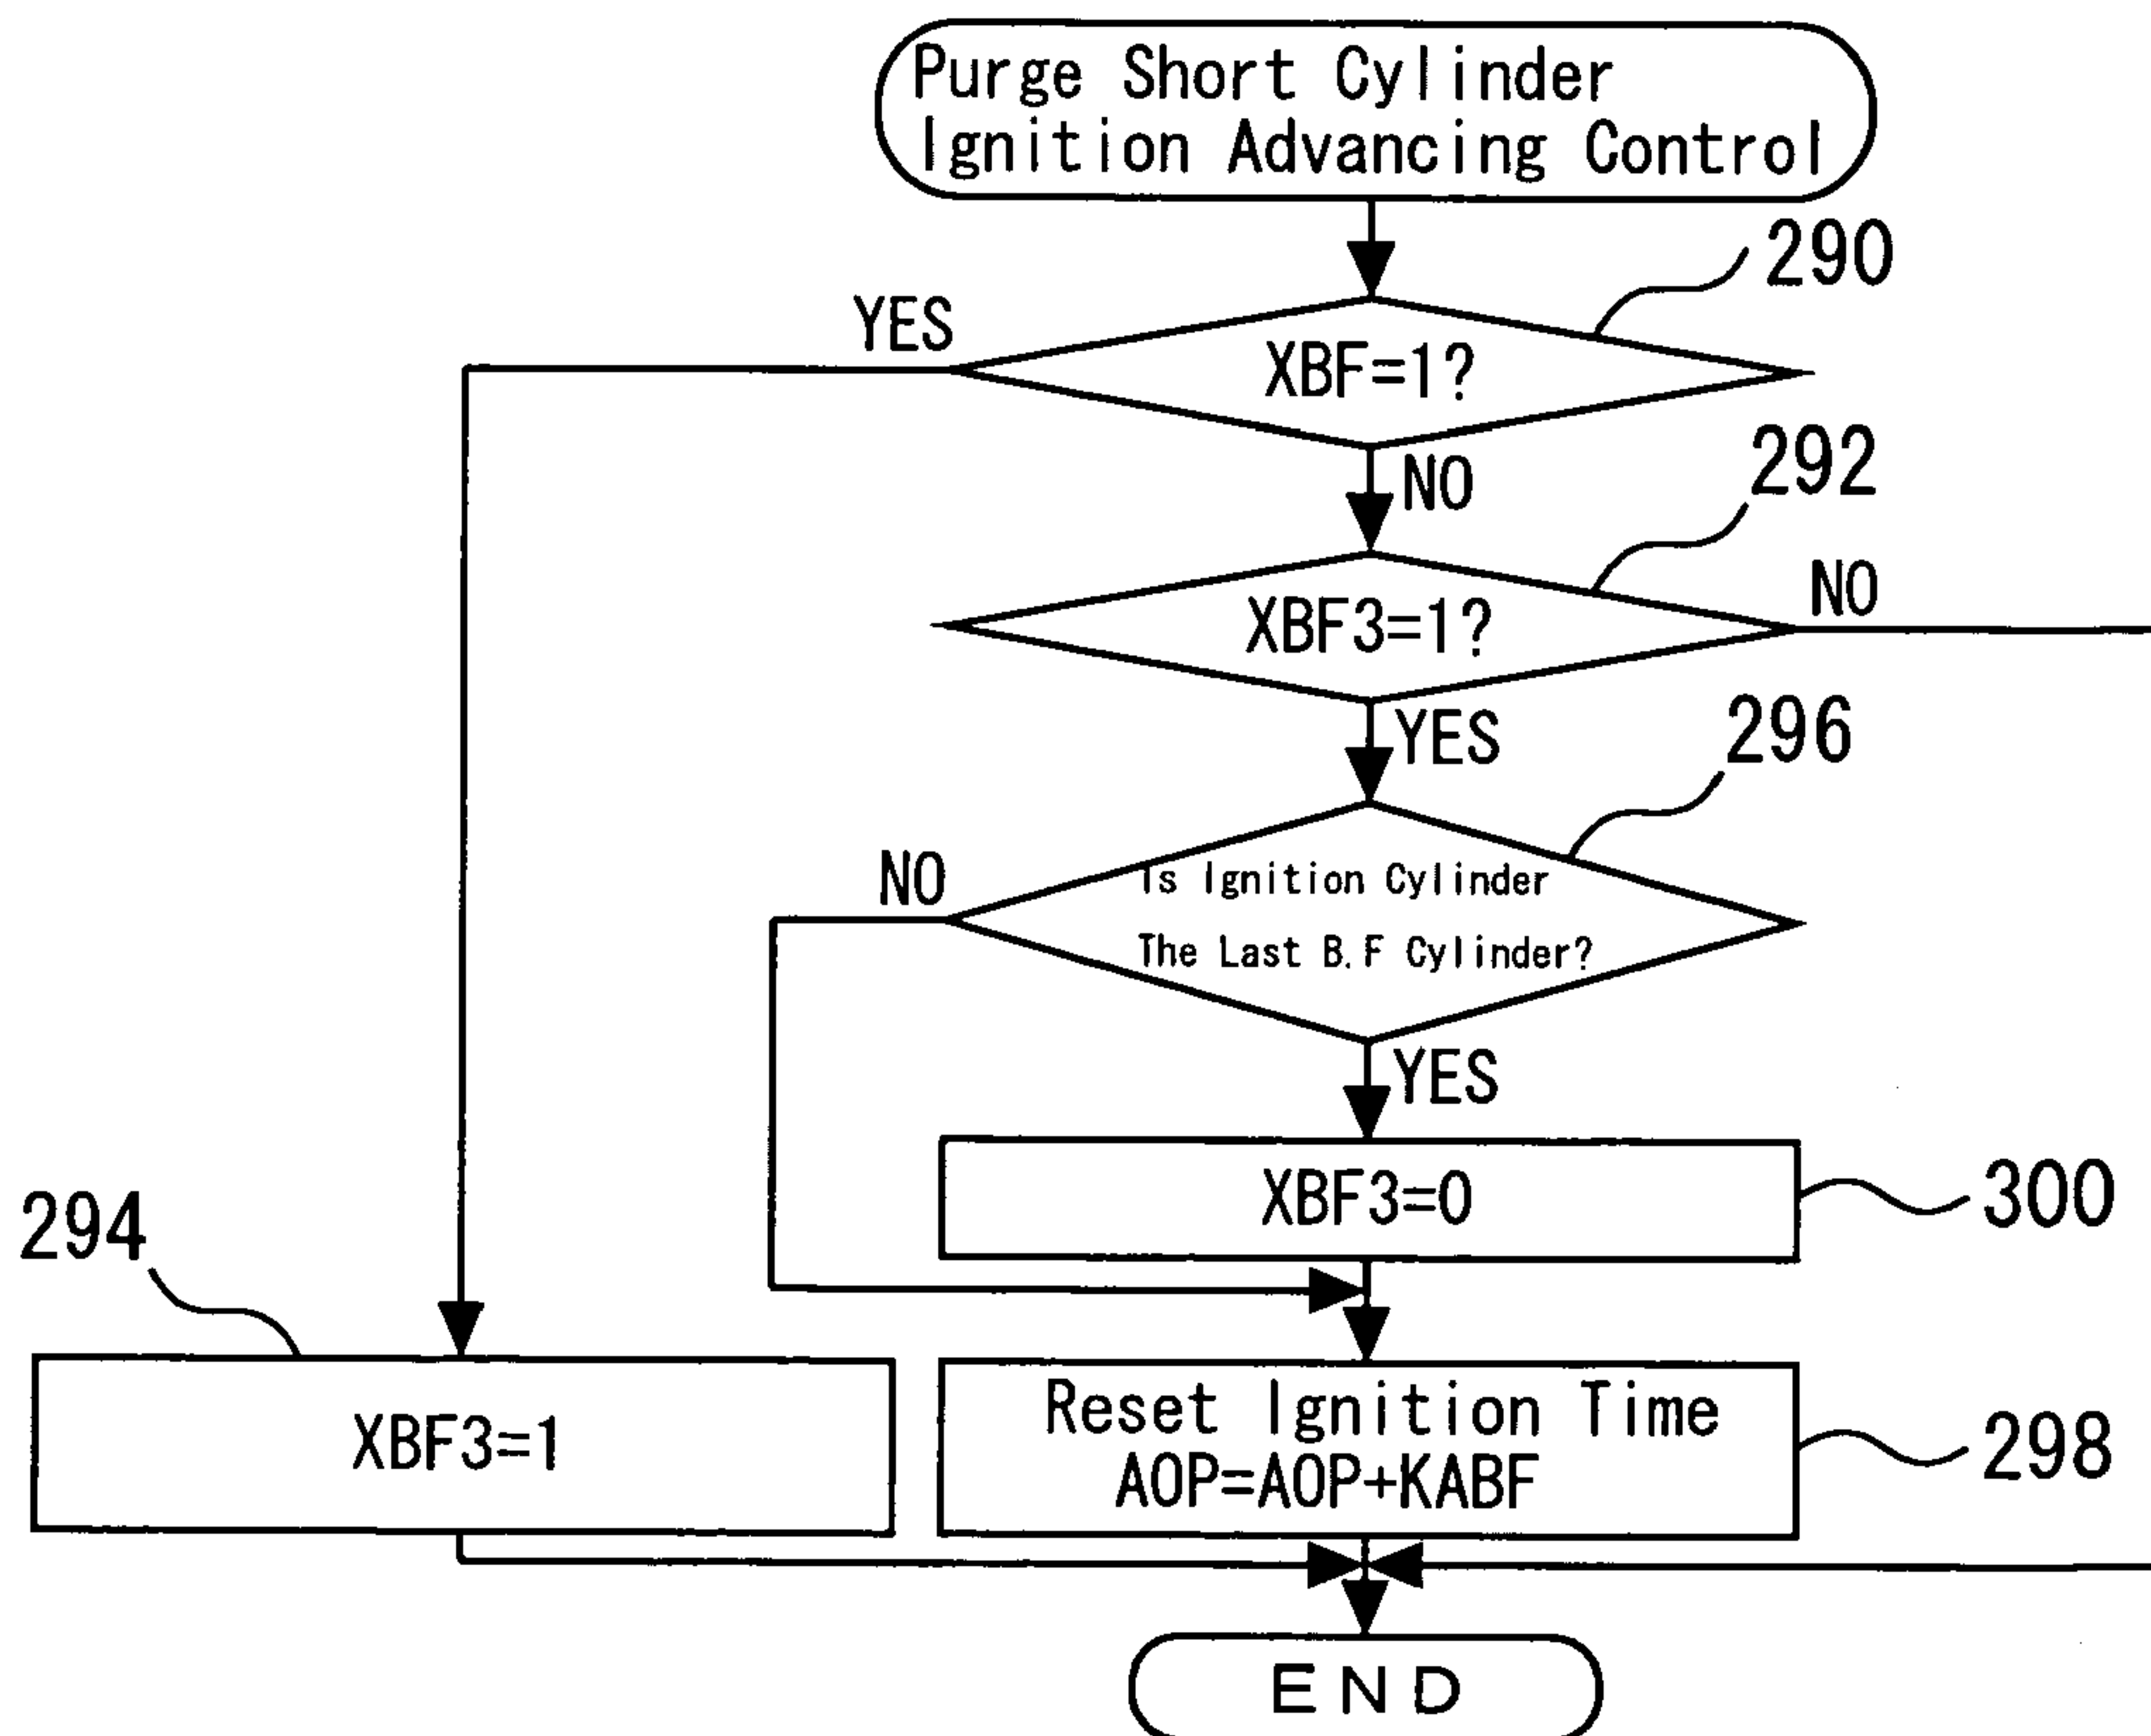 Purge Short Cylinder
Ignition Advancing Control
290
YES
XBF=1?
NO
292
NO
XBF3=1?
YES
296
NO
Is Ignition Cylinder
The Last B.F Cylinder?
YES
XBF3=0
300
294
XBF3=1
Reset Ignition Time
AOP=AOP+KABF
298
END